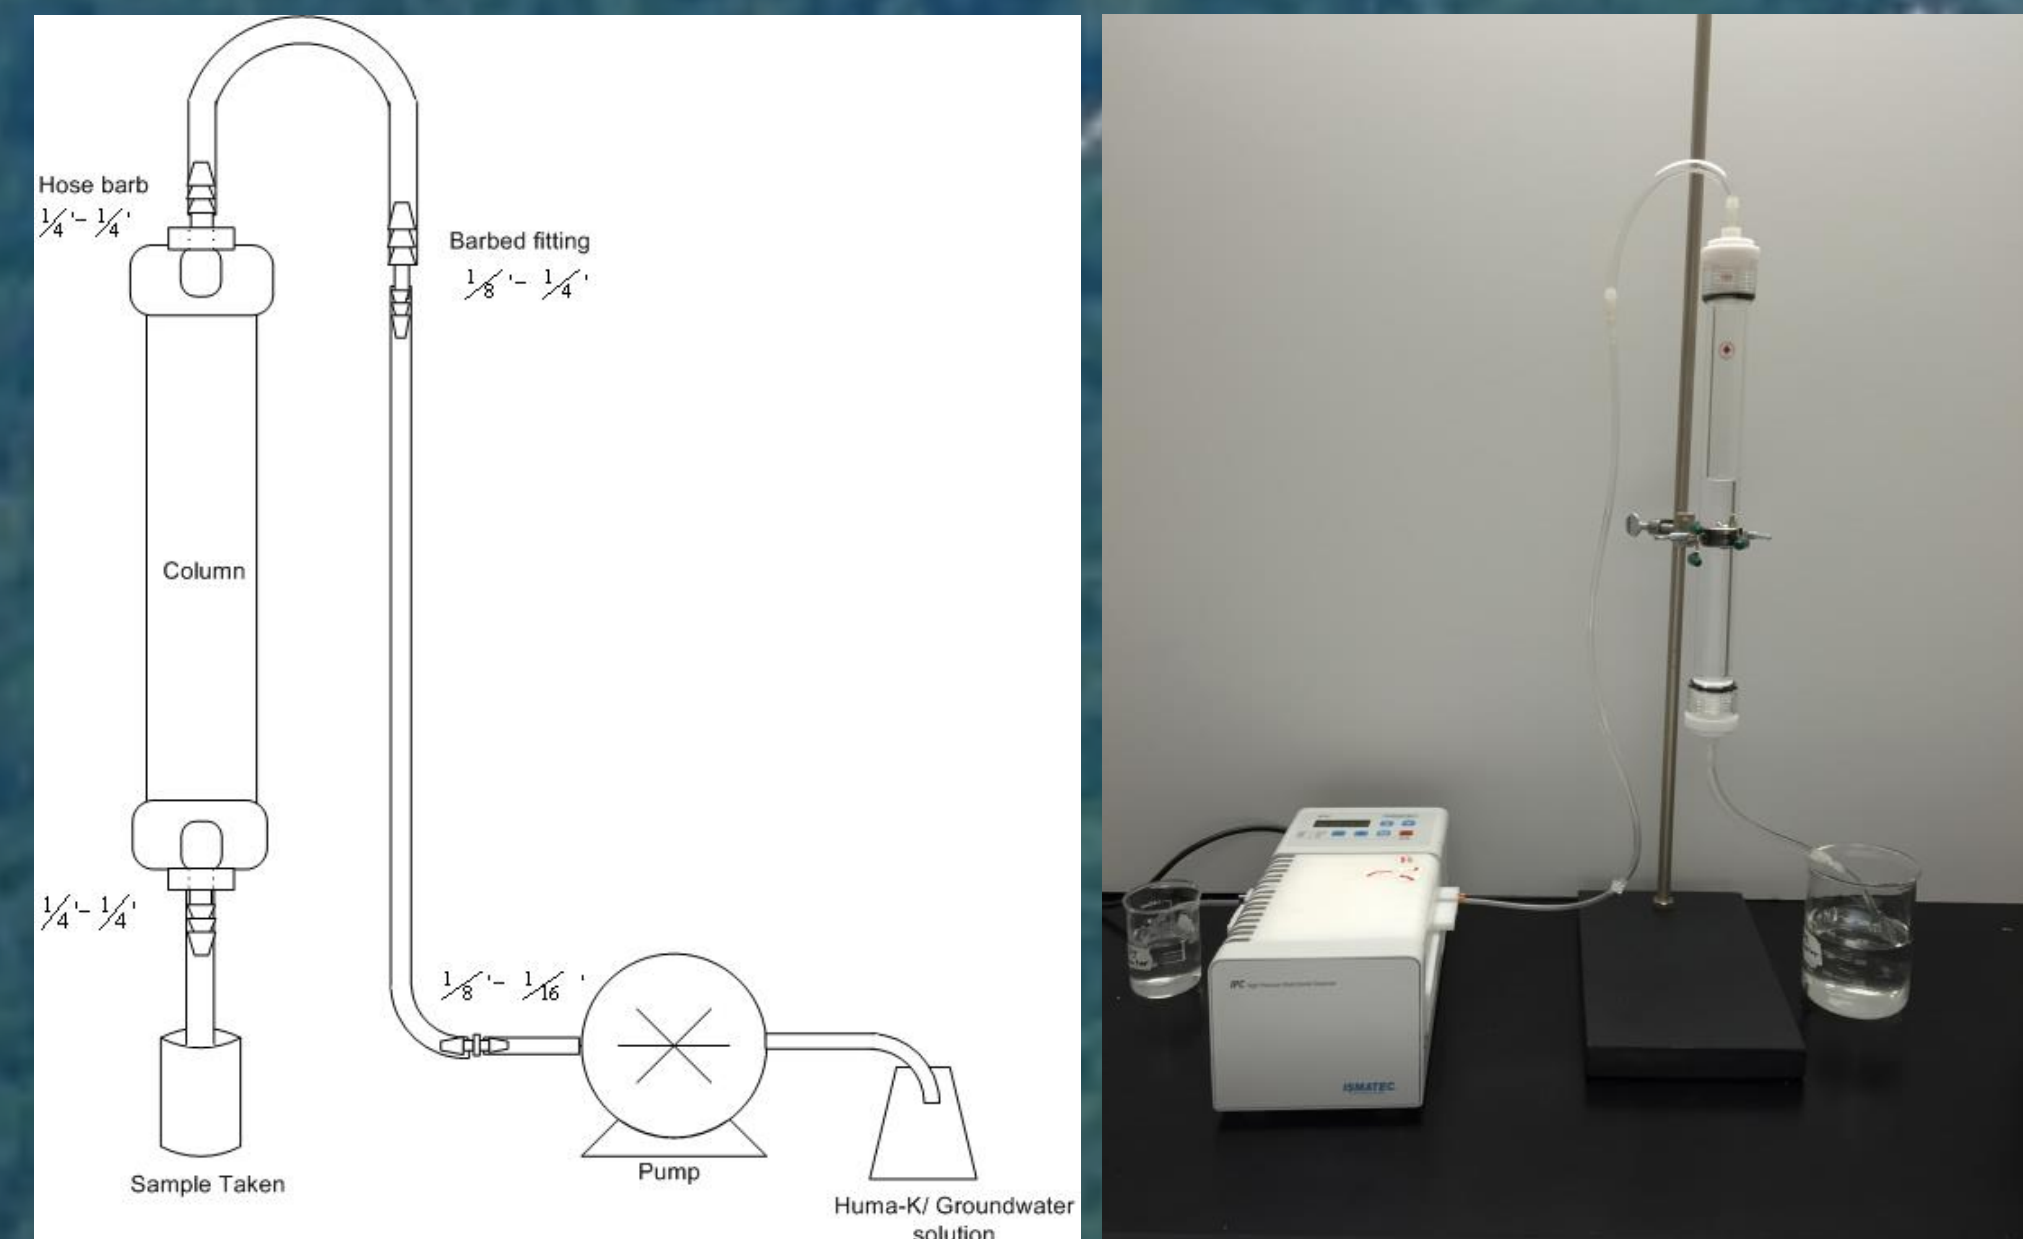 Hose barb
1/4 '- 1/4 '
Barbed fitting
1/8 '- 1/4 '
Column
1/4 '- 1/4 '
1/8 '- 1/16 '
Sample Taken
Pump
Huma-K/ Groundwater
solution
IPC
ISMATEC